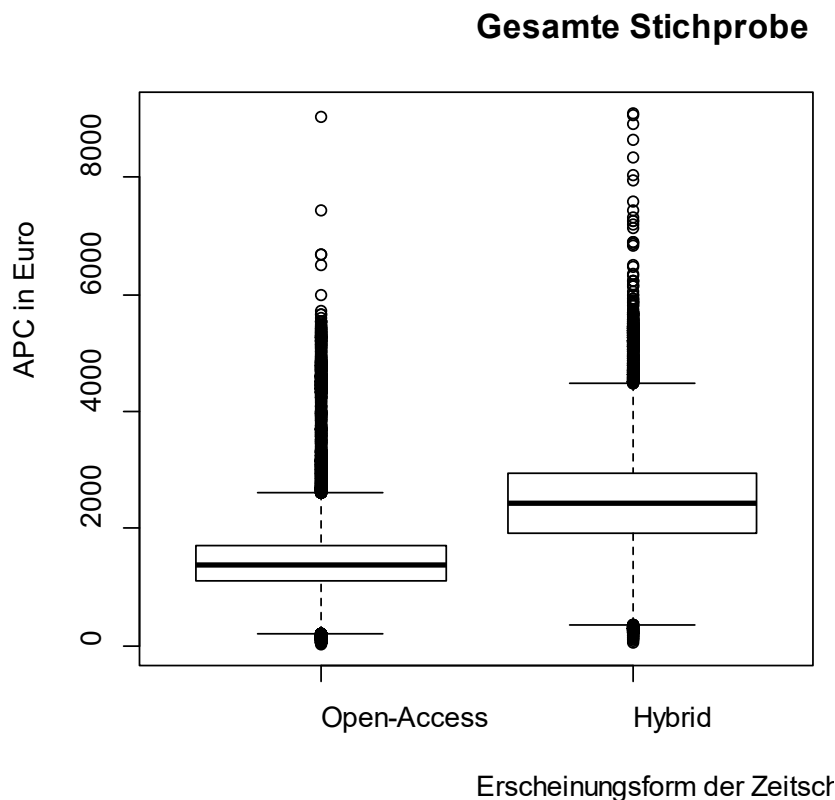 Gesamte Stichprobe
8000
6000
4000
2000
0
APC in Euro
Open-Access Hybrid
Erscheinungsform der Zeitsch